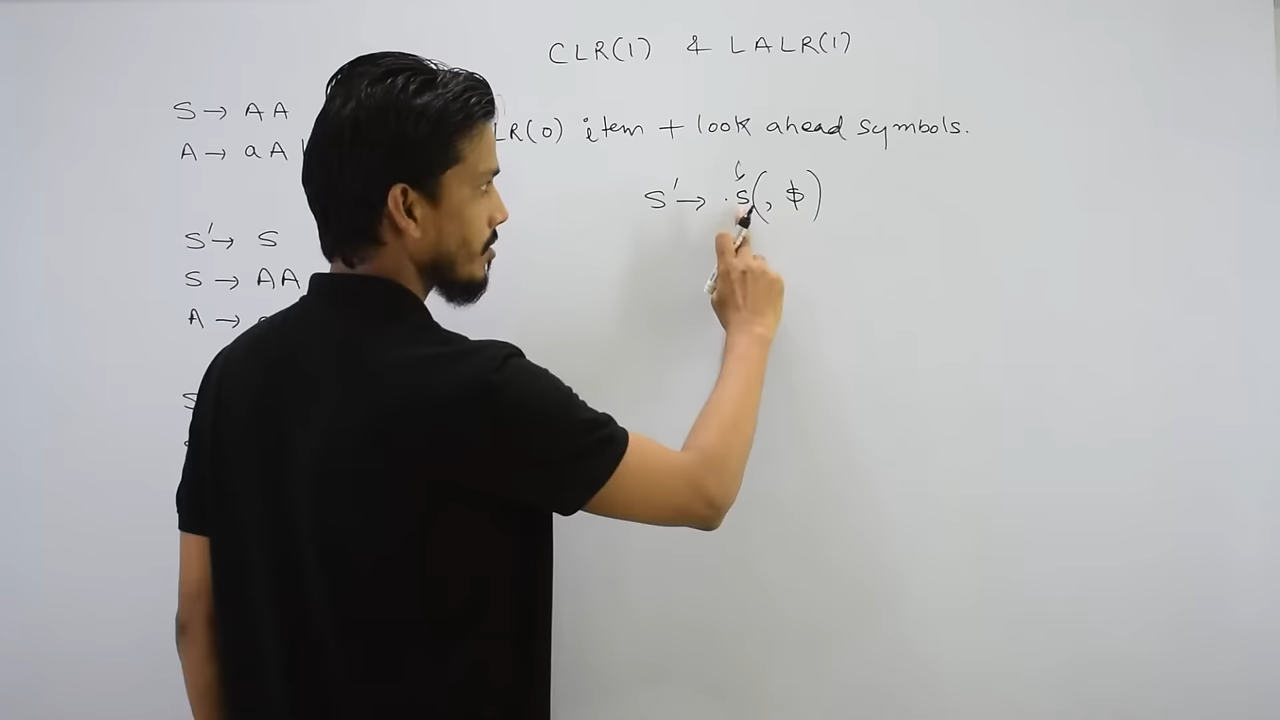 CLR(1) & LALR(1)
S → AA
A → aA
LR(0) item + look ahead symbols.
S' → .S(, $)
S' → S
S → AA
A →
S